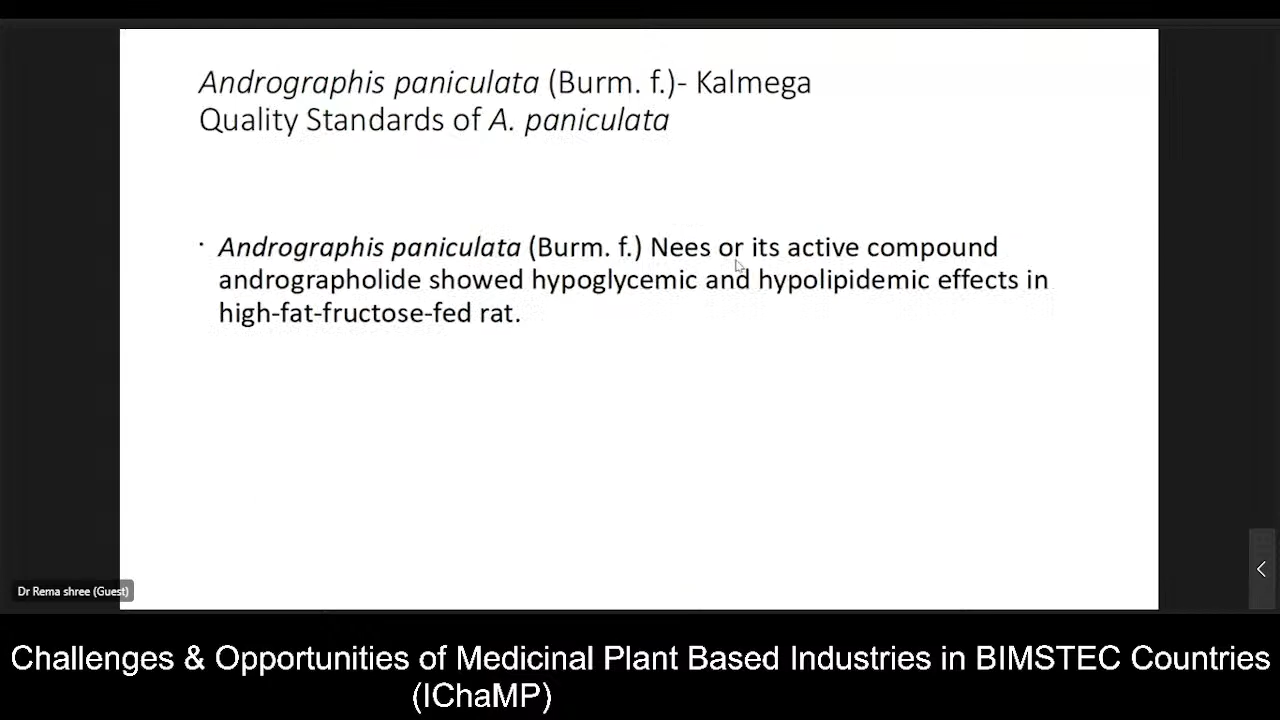 Andrographis paniculata (Burm. f.)- Kalmega
Quality Standards of A. paniculata
· Andrographis paniculata (Burm. f.) Nees or its active compound
andrographolide showed hypoglycemic and hypolipidemic effects in
high-fat-fructose-fed rat.
Dr Rema shree (Guest)
Challenges & Opportunities of Medicinal Plant Based Industries in BIMSTEC Countries
(IChaMP)